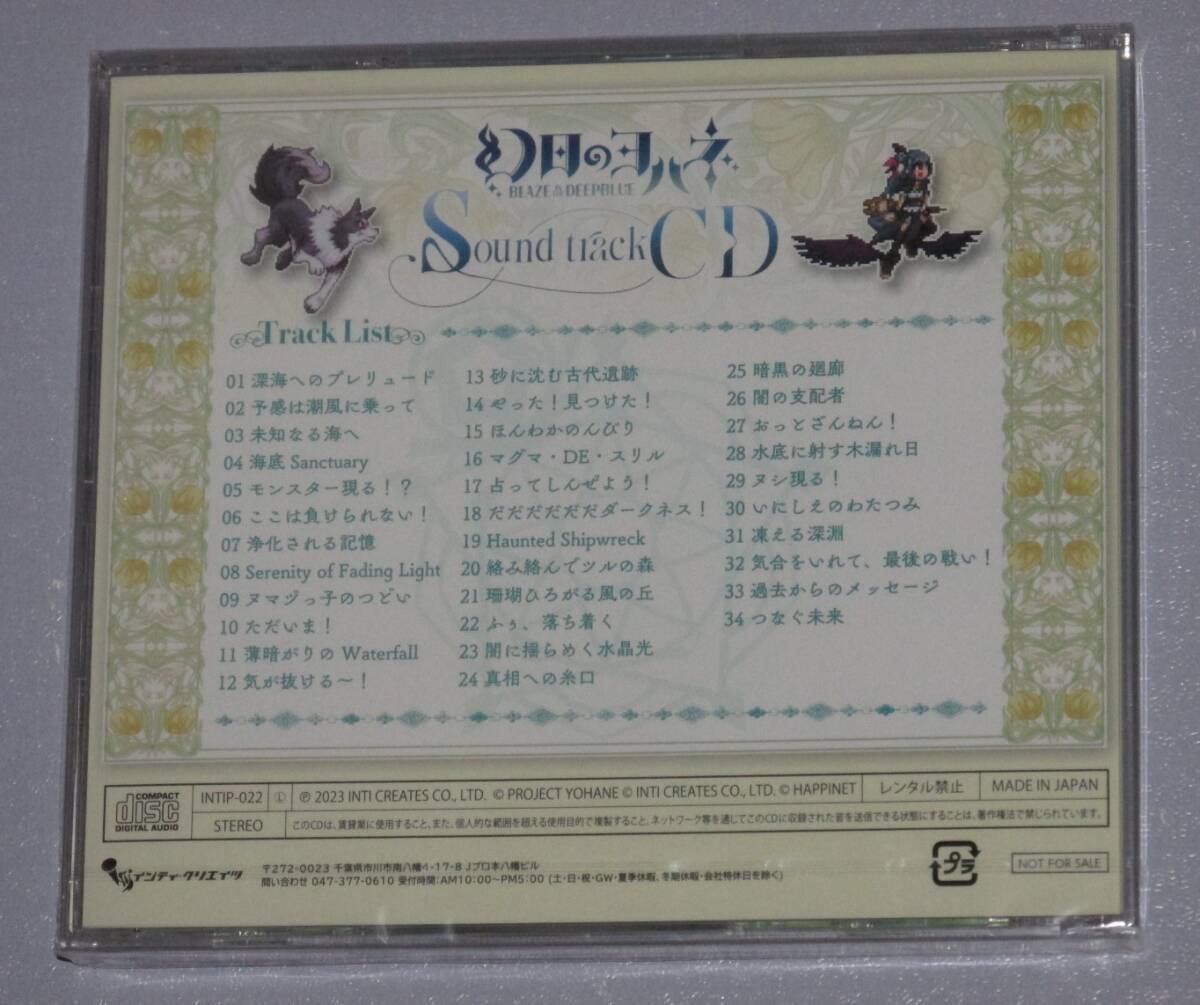 幻日のヨハネ
BLAZE in the DEEPBLUE
Sound track CD
Track List
01 深海へのプレリュード
02 予感は潮風に乗って
03 未知なる海へ
04 海底 Sanctuary
05 モンスター現る！？
06 ここは負けられない！
07 浄化される記憶
08 Serenity of Fading Light
09 ヌマヅっ子のつどい
10 ただいま！
11 薄暗がりの Waterfall
12 気が抜ける〜！
13 砂に沈む古代遺跡
14 やった！見つけた！
15 ほんわかのんびり
16 マグマ・DE・スリル
17 占ってしんぜよう！
18 だだだだだだダークネス！
19 Haunted Shipwreck
20 絡み絡んでツルの森
21 珊瑚ひろがる風の丘
22 ふぅ、落ち着く
23 闇に揺らめく水晶光
24 真相への糸口
25 暗黒の廻廊
26 闇の支配者
27 おっとざんねん！
28 水底に射す木漏れ日
29 ヌシ現る！
30 いにしえのわたつみ
31 凍える深淵
32 気合をいれて、最後の戦い！
33 過去からのメッセージ
34 つなぐ未来
COMPACT disc DIGITAL AUDIO
INTIP-022 Ⓛ ℗ 2023 INTI CREATES CO., LTD. © PROJECT YOHANE © INTI CREATES CO., LTD. © HAPPINET レンタル禁止 MADE IN JAPAN
STEREO このCDは、賃貸業に使用すること、また、個人的な範囲を超える使用目的で複製すること、ネットワーク等を通じてこのCDに収録された音を送信できる状態にすることは、著作権法で禁じられています。
インティ・クリエイツ
〒272-0023 千葉県市川市南八幡4-17-8 Jプロ本八幡ビル
問い合わせ 047-377-0610 受付時間：AM10:00〜PM5:00 (土・日・祝・GW・夏季休暇、冬期休暇・会社特休日を除く)
プラ
NOT FOR SALE